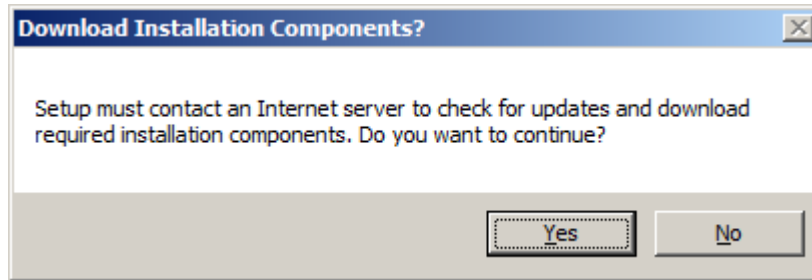 Download Installation Components?
Setup must contact an Internet server to check for updates and download
required installation components. Do you want to continue?
Yes No